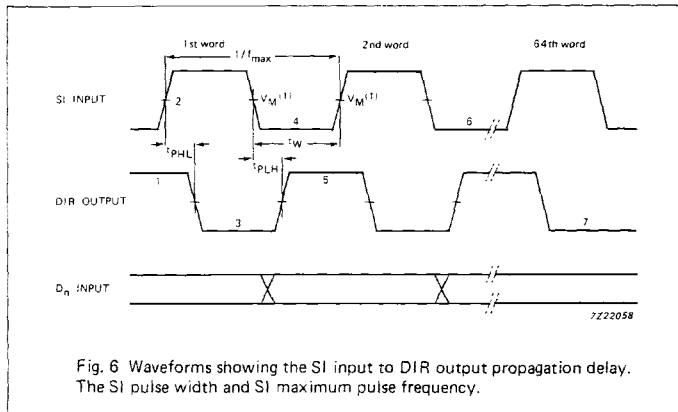 1st word
2nd word
64th word
1/fmax
SI INPUT
2
VM(1)
VM(1)
4
6
tW
tPHL
tPLH
DIR OUTPUT
1
3
5
7
Dn INPUT
7Z22058
Fig. 6 Waveforms showing the SI input to DIR output propagation delay.
The SI pulse width and SI maximum pulse frequency.